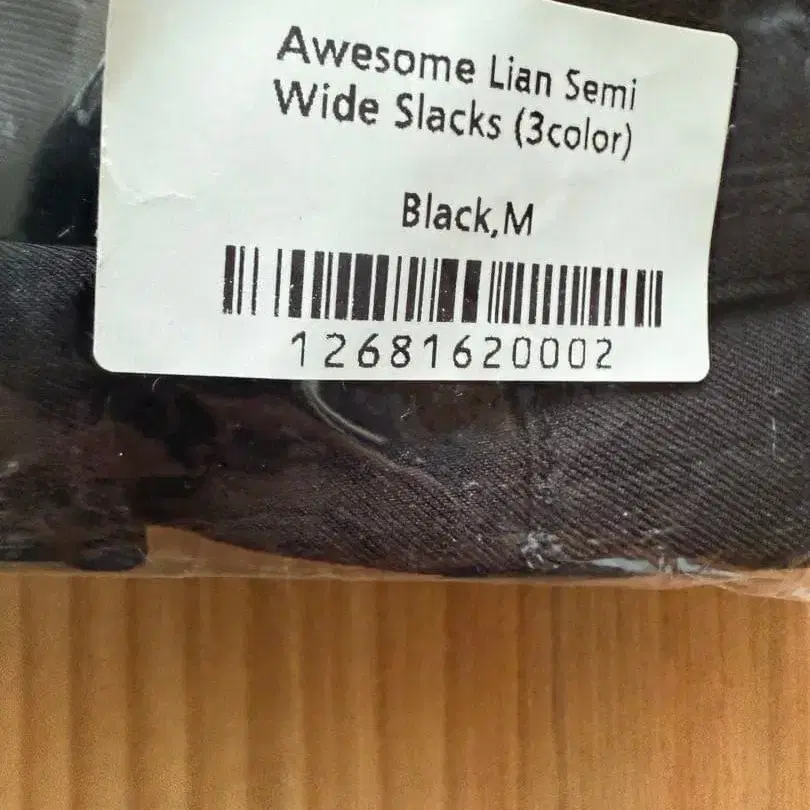 Awesome Lian Semi
Wide Slacks (3color)
Black,M
12681620002